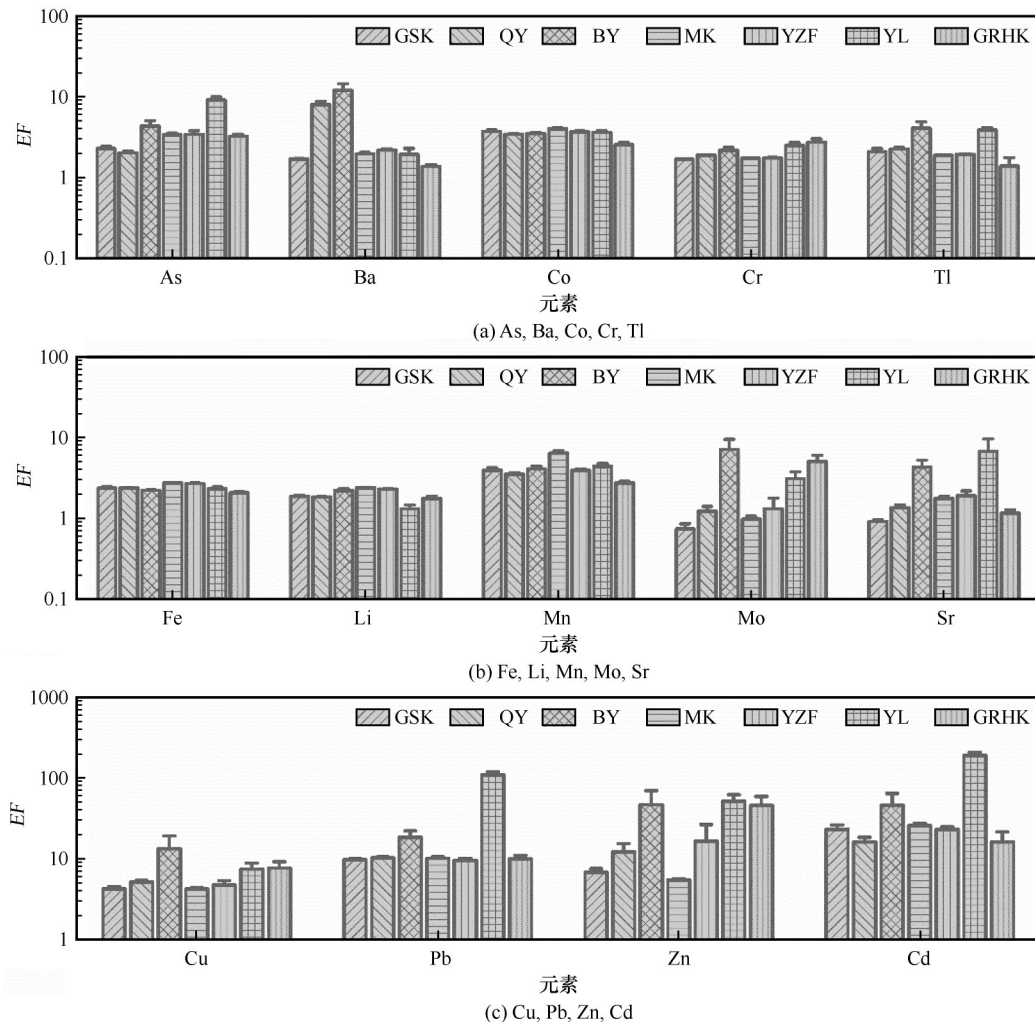 100
GSK QY BY MK YZF YL GRHK
10
EF
1
0.1
As Ba Co Cr Tl
元素
(a) As, Ba, Co, Cr, Tl
100
GSK QY BY MK YZF YL GRHK
10
EF
1
0.1
Fe Li Mn Mo Sr
元素
(b) Fe, Li, Mn, Mo, Sr
1000
GSK QY BY MK YZF YL GRHK
100
EF
10
1
Cu Pb Zn Cd
元素
(c) Cu, Pb, Zn, Cd